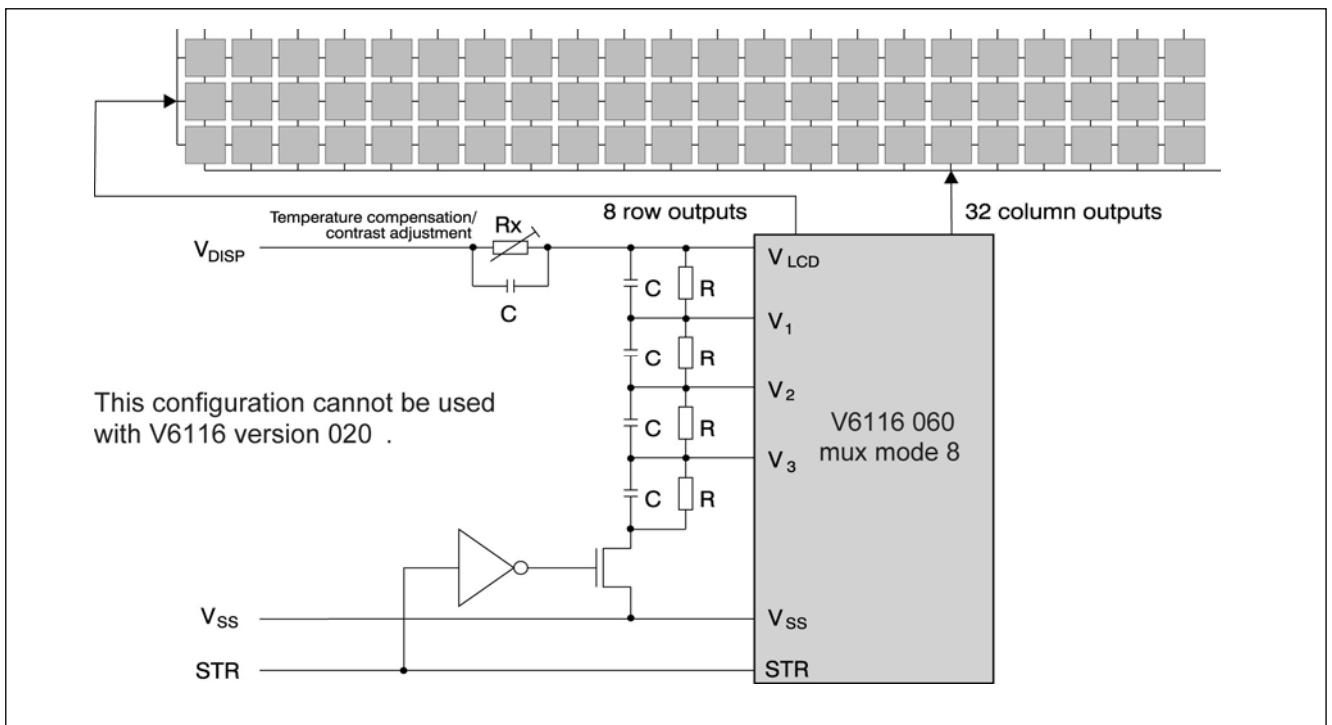 8 row outputs
32 column outputs
Temperature compensation/
contrast adjustment
Rx
V_DISP
C
V_LCD
C
R
V_1
C
R
V_2
This configuration cannot be used
with V6116 version 020 .
C
R
V6116 060
mux mode 8
V_3
C
R
V_SS
V_SS
STR
STR